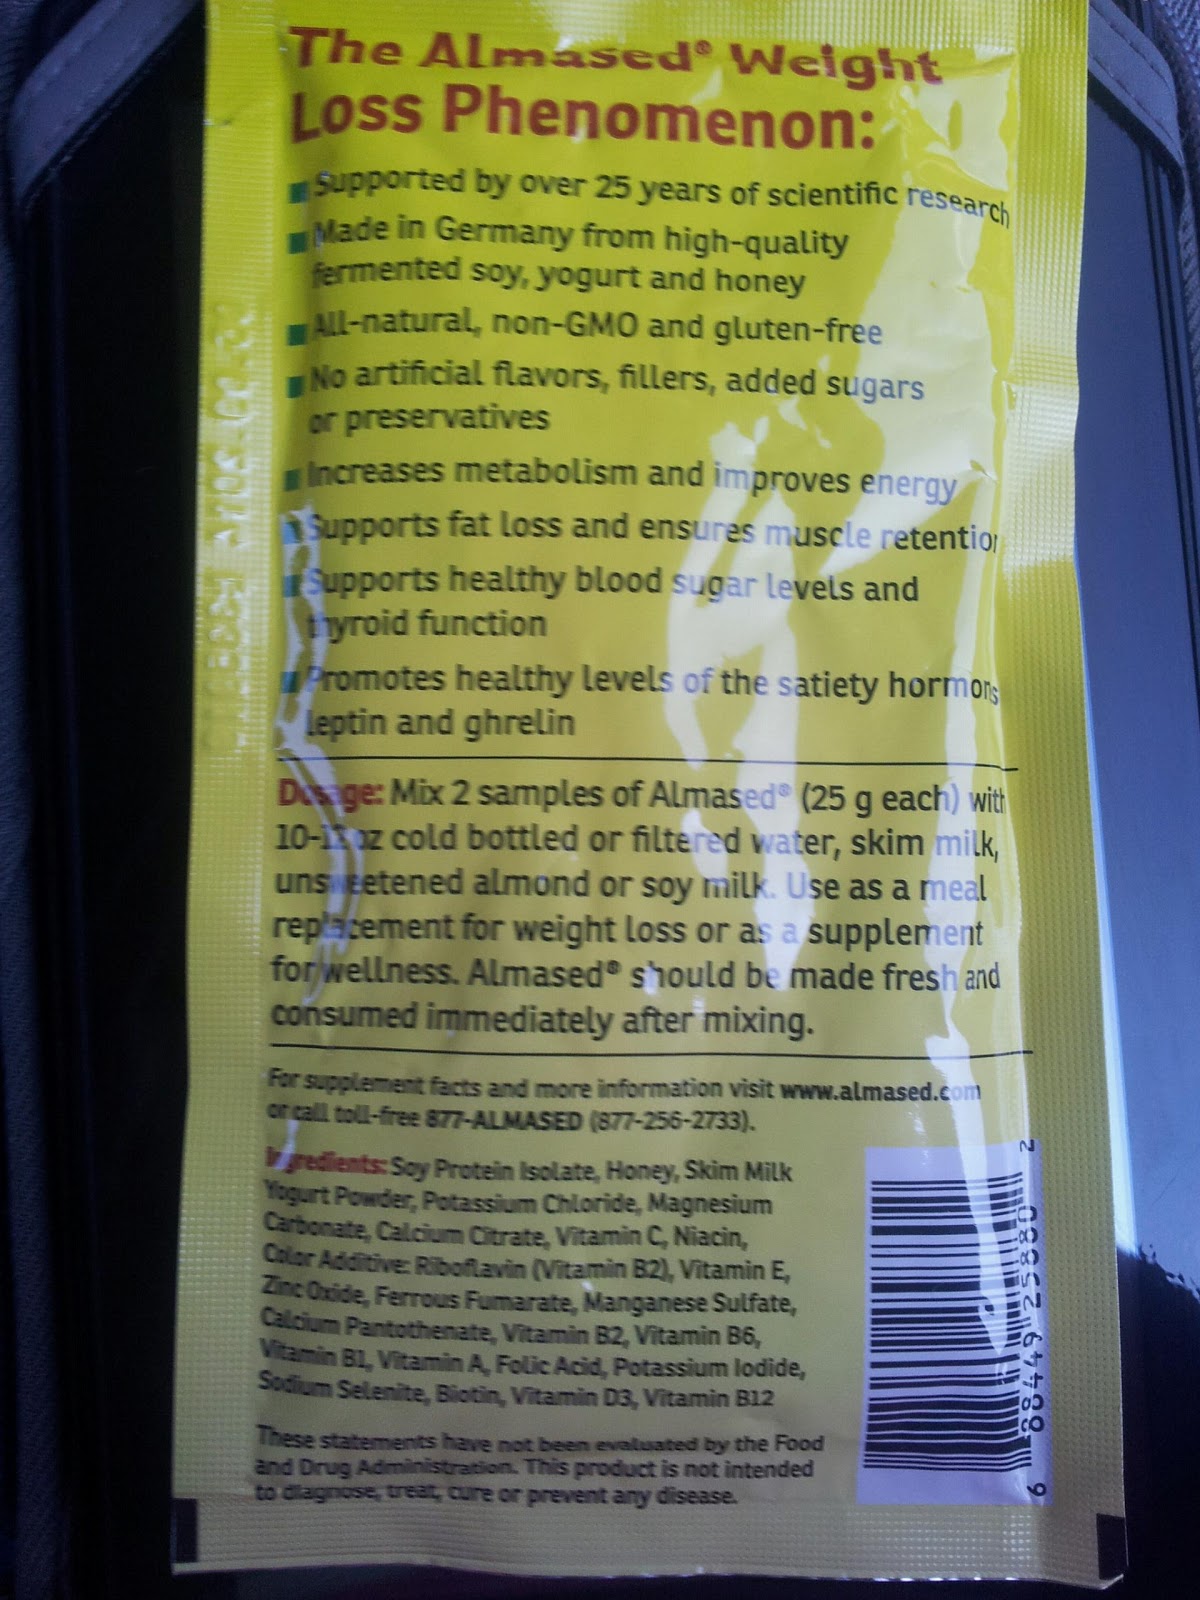 The Almased® Weight
Loss Phenomenon:
Supported by over 25 years of scientific research
Made in Germany from high-quality
fermented soy, yogurt and honey
All-natural, non-GMO and gluten-free
No artificial flavors, fillers, added sugars
or preservatives
Increases metabolism and improves energy
Supports fat loss and ensures muscle retention
Supports healthy blood sugar levels and
thyroid function
Promotes healthy levels of the satiety hormons
leptin and ghrelin
Dosage: Mix 2 samples of Almased® (25 g each) with
oz cold bottled or filtered water, skim milk,
unsweetened almond or soy milk. Use as a meal
replacement for weight loss or as a supplement
for wellness. Almased® should be made fresh and
consumed immediately after mixing.
For supplement facts and more information visit www.almased.com
or call toll-free 877-ALMASED (877-256-2733).
Ingredients: Soy Protein Isolate, Honey, Skim Milk
Yogurt Powder, Potassium Chloride, Magnesium
Carbonate, Calcium Citrate, Vitamin C, Niacin,
Color Additive: Riboflavin (Vitamin B2), Vitamin E,
Zinc Oxide, Ferrous Fumarate, Manganese Sulfate,
Calcium Pantothenate, Vitamin B2, Vitamin B6,
Vitamin B1, Vitamin A, Folic Acid, Potassium Iodide,
Sodium Selenite, Biotin, Vitamin D3, Vitamin B12
These statements have not been evaluated by the Food
and Drug Administration. This product is not intended
to diagnose, treat, cure or prevent any disease.
6 88449 25880 2